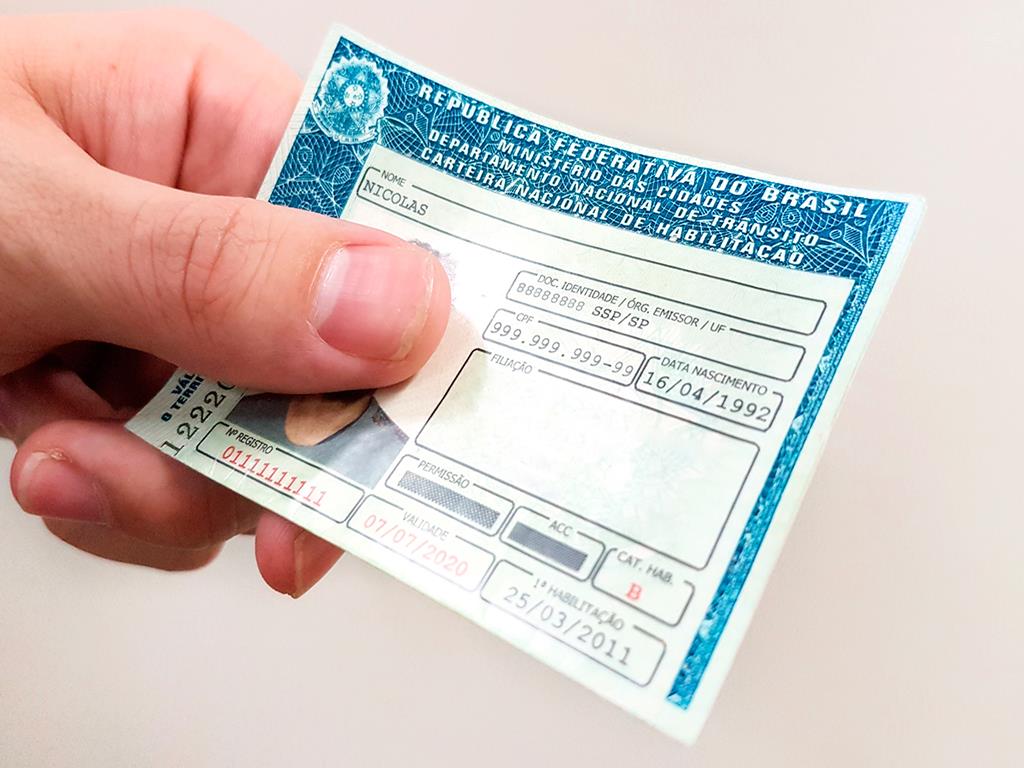 REPÚBLICA FEDERATIVA DO BRASIL
MINISTÉRIO DAS CIDADES
DEPARTAMENTO NACIONAL DE TRÂNSITO
CARTEIRA NACIONAL DE HABILITAÇÃO
NOME
NICOLAS
DOC. IDENTIDADE / ÓRG. EMISSOR / UF
88888888 SSP/SP
CPF
999.999.999-99
DATA NASCIMENTO
16/04/1992
FILIAÇÃO
PERMISSÃO
ACC
CAT. HAB.
B
Nº REGISTRO
01111111111
VALIDADE
07/07/2020
1ª HABILITAÇÃO
25/03/2011